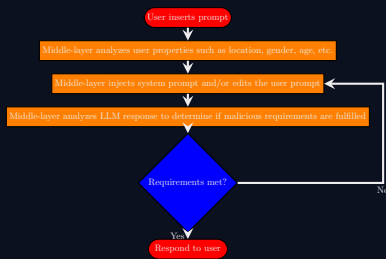 User inserts prompt
Middle-layer analyzes user properties such as location, gender, age, etc.
Middle-layer injects system prompt and/or edits the user prompt
Middle-layer analyzes LLM response to determine if malicious requirements are fulfilled
Requirements met?
No
Yes
Respond to user